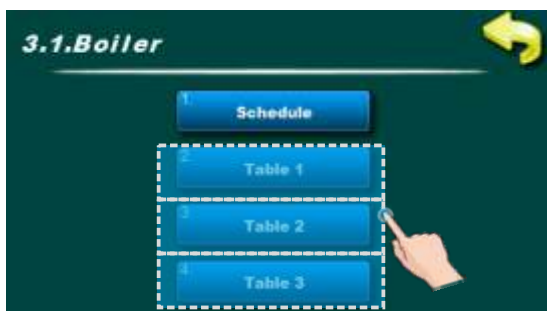 3.1.Boiler
1.
Schedule
2
Table 1
3
Table 2
4
Table 3